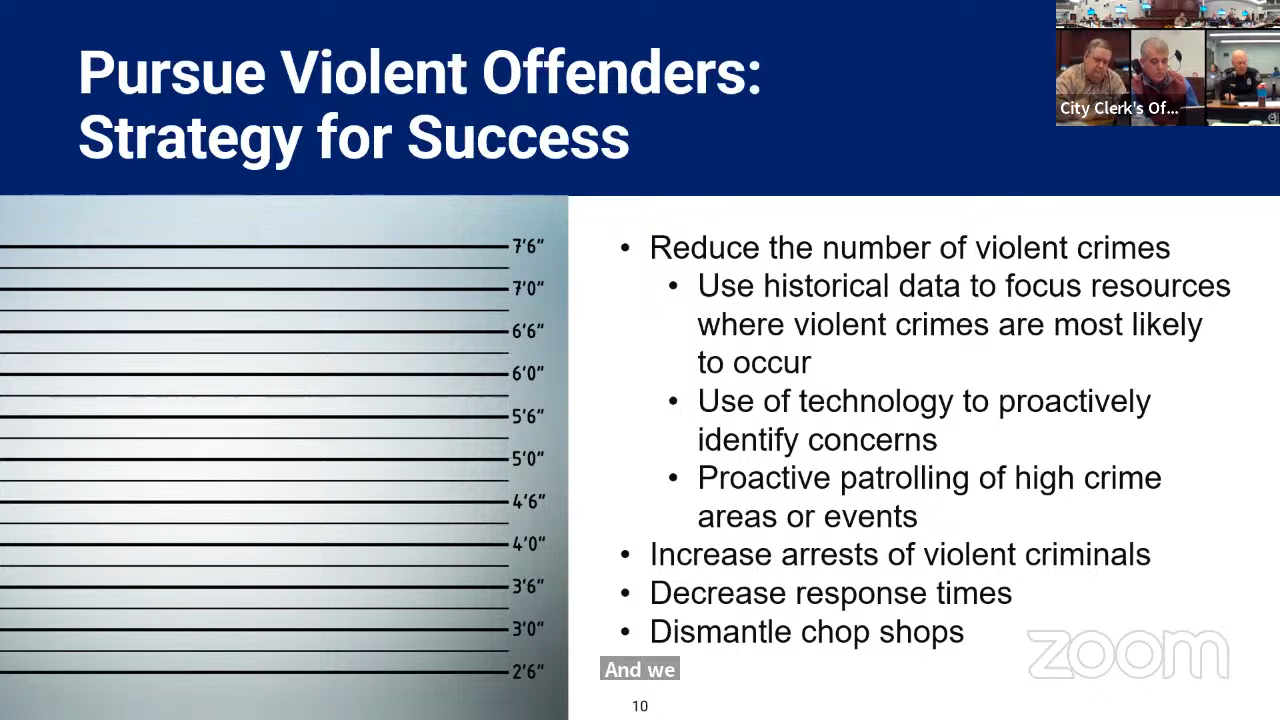 Pursue Violent Offenders:
Strategy for Success
City Clerk's Of...
7'6"
7'0"
6'6"
6'0"
5'6"
5'0"
4'6"
4'0"
3'6"
3'0"
2'6"
• Reduce the number of violent crimes
• Use historical data to focus resources
where violent crimes are most likely
to occur
• Use of technology to proactively
identify concerns
• Proactive patrolling of high crime
areas or events
• Increase arrests of violent criminals
• Decrease response times
• Dismantle chop shops
zoom
And we
10